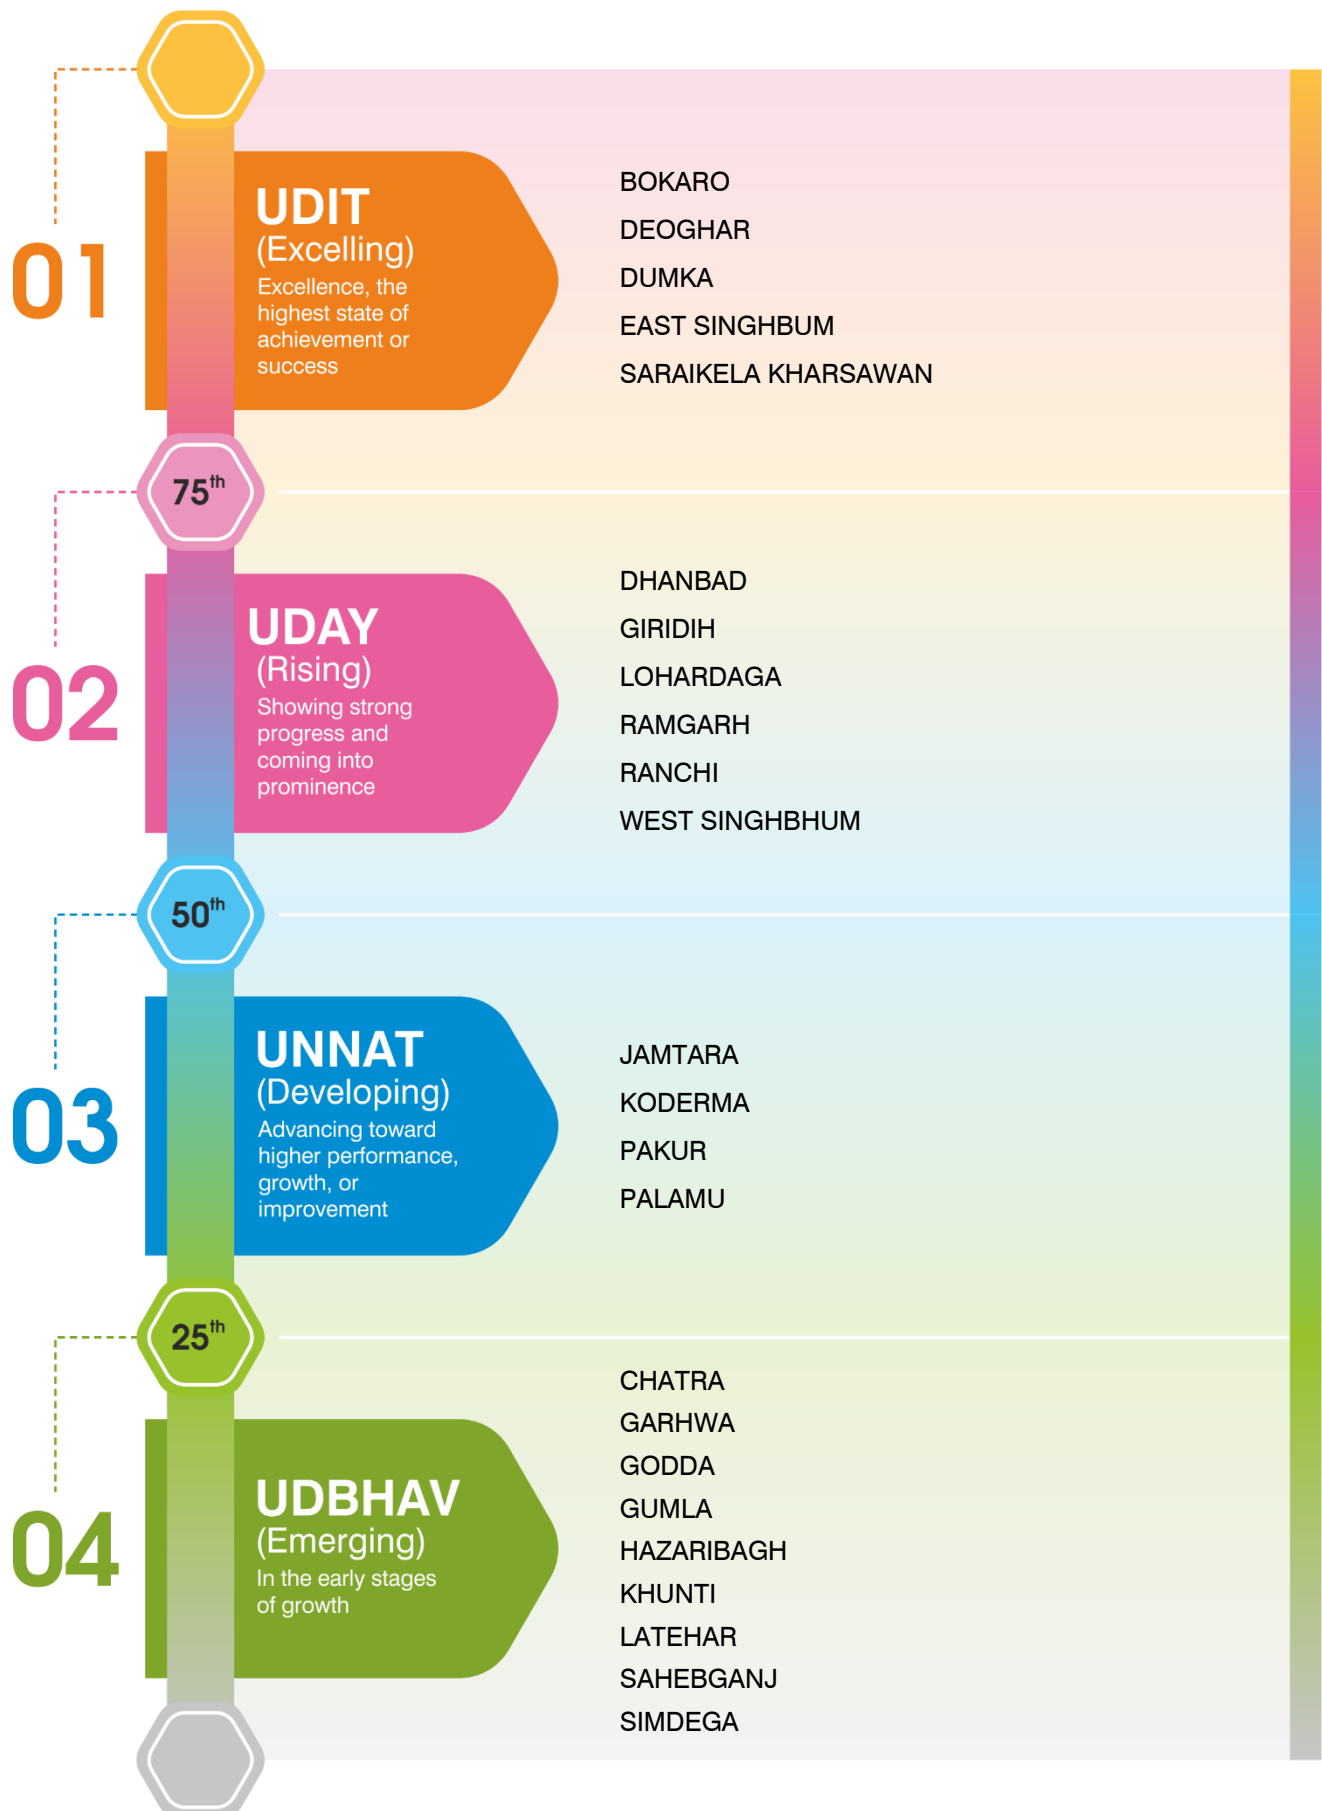 01
UDIT
(Excelling)
Excellence, the
highest state of
achievement or
success
BOKARO
DEOGHAR
DUMKA
EAST SINGHBUM
SARAIKELA KHARSAWAN
75th
02
UDAY
(Rising)
Showing strong
progress and
coming into
prominence
DHANBAD
GIRIDIH
LOHARDAGA
RAMGARH
RANCHI
WEST SINGHBHUM
50th
03
UNNAT
(Developing)
Advancing toward
higher performance,
growth, or
improvement
JAMTARA
KODERMA
PAKUR
PALAMU
25th
04
UDBHAV
(Emerging)
In the early stages
of growth
CHATRA
GARHWA
GODDA
GUMLA
HAZARIBAGH
KHUNTI
LATEHAR
SAHEBGANJ
SIMDEGA